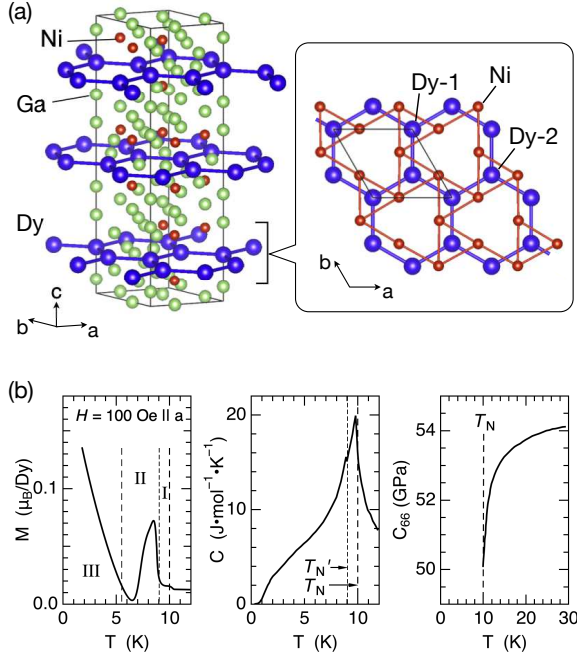 (a)
Ni
Ga
Dy
c
b
a
Dy-1
Ni
Dy-2
b
a
(b)
H = 100 Oe || a
II
I
III
0.1
0.0
M (μB/Dy)
0 5 10
T (K)
20
10
0
C (J•mol⁻¹•K⁻¹)
TN'
TN
0 5 10
T (K)
TN
54
52
50
C66 (GPa)
0 10 20 30
T (K)